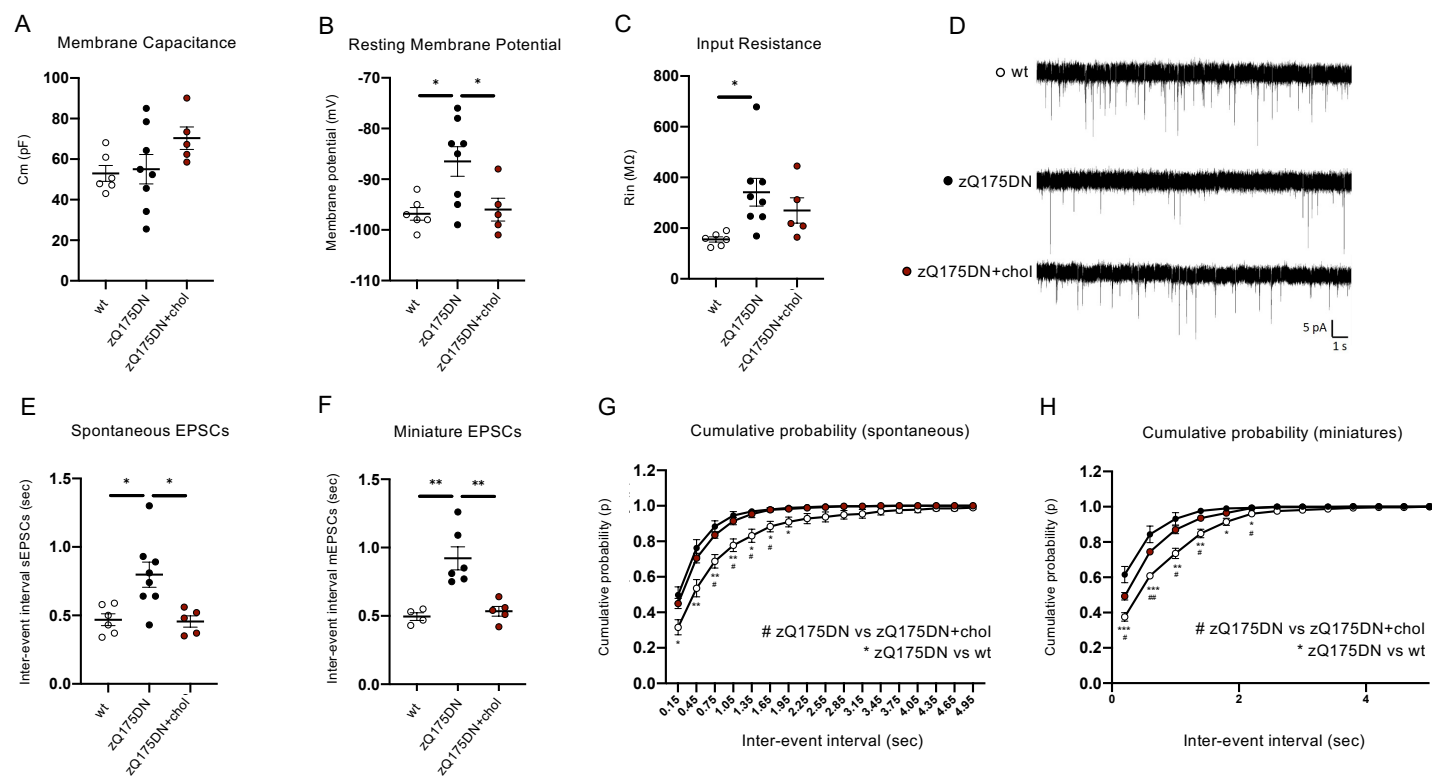 A
Membrane Capacitance
Cm (pF)
100
80
60
40
20
0
wt
zQ175DN
zQ175DN+chol
B
Resting Membrane Potential
Membrane potential (mV)
-70
-80
-90
-100
-110
* *
wt
zQ175DN
zQ175DN+chol
C
Input Resistance
Rin (MΩ)
800
600
400
200
0
*
wt
zQ175DN
zQ175DN+chol
D
wt
zQ175DN
zQ175DN+chol
5 pA
1 s
E
Spontaneous EPSCs
Inter-event interval sEPSCs (sec)
1.5
1.0
0.5
0.0
* *
wt
zQ175DN
zQ175DN+chol
F
Miniature EPSCs
Inter-event interval mEPSCs (sec)
1.5
1.0
0.5
0.0
** **
wt
zQ175DN
zQ175DN+chol
G
Cumulative probability (spontaneous)
Cumulative probability (p)
1.2
1.0
0.8
0.6
0.4
0.2
0.0
* ** ** ** * * *
# # # #
# zQ175DN vs zQ175DN+chol
* zQ175DN vs wt
0.15 0.45 0.75 1.05 1.35 1.65 1.95 2.25 2.55 2.85 3.15 3.45 3.75 4.05 4.35 4.65 4.95
Inter-event interval (sec)
H
Cumulative probability (miniatures)
Cumulative probability (p)
1.2
1.0
0.8
0.6
0.4
0.2
0.0
*** *** ** ** * *
# ## # # #
# zQ175DN vs zQ175DN+chol
* zQ175DN vs wt
0 2 4
Inter-event interval (sec)